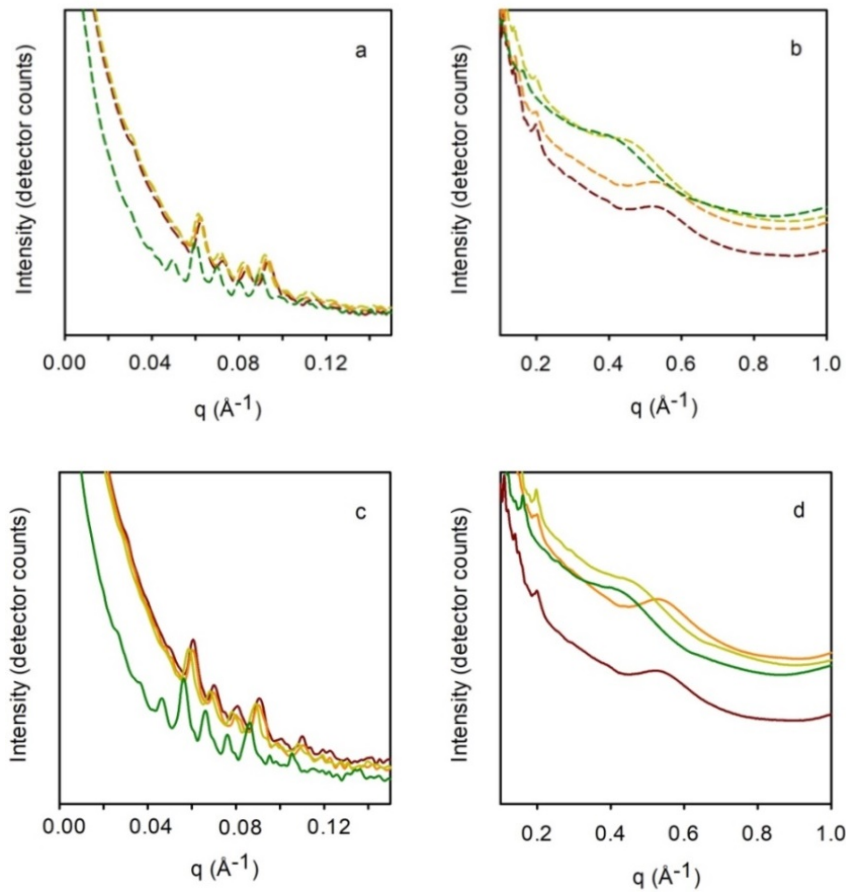 a
Intensity (detector counts)
0.00 0.04 0.08 0.12
q (Å-1)
b
Intensity (detector counts)
0.2 0.4 0.6 0.8 1.0
q (Å-1)
c
Intensity (detector counts)
0.00 0.04 0.08 0.12
q (Å-1)
d
Intensity (detector counts)
0.2 0.4 0.6 0.8 1.0
q (Å-1)